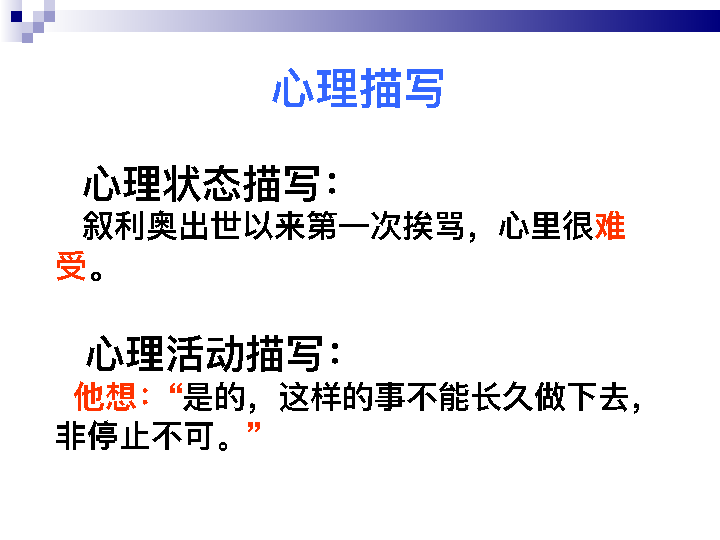 心理描写
心理状态描写：
叙利奥出世以来第一次挨骂，心里很难
受。
心理活动描写：
他想：“是的，这样的事不能长久做下去，
非停止不可。”